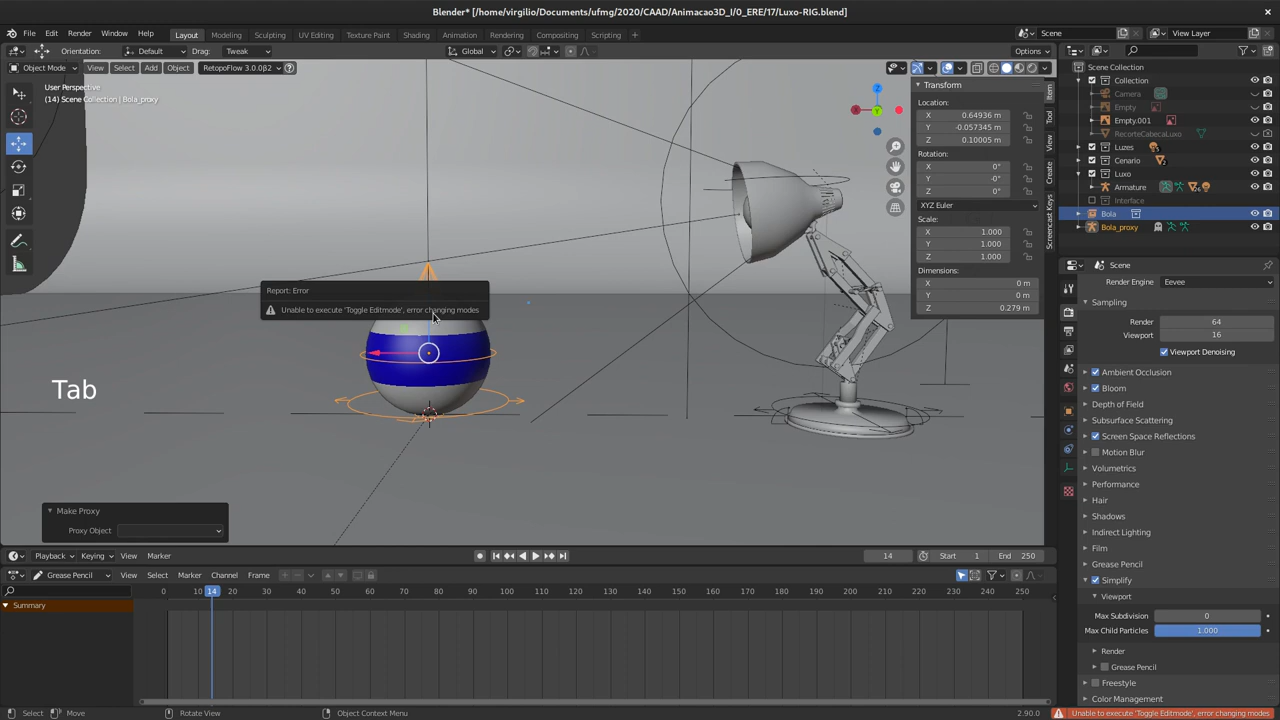 Blender* [/home/virgilio/Documents/ufmg/2020/CAAD/Animacao3D_I/0_ERE/17/Luxo-RIG.blend]
File Edit Render Window Help Layout Modeling Sculpting UV Editing Texture Paint Shading Animation Rendering Compositing Scripting + Scene View Layer
Orientation: Default Drag: Tweak Global Options
Object Mode View Select Add Object RetopoFlow 3.0.0β2
User Perspective
(14) Scene Collection | Bola_proxy
Transform
Location:
X 0.64936 m
Y -0.057345 m
Z 0.10005 m
Rotation:
X 0°
Y -0°
Z 0°
XYZ Euler
Scale:
X 1.000
Y 1.000
Z 1.000
Dimensions:
X 0 m
Y 0 m
Z 0.279 m
Item
Tool
View
Create
Screencast Keys
Scene Collection
Collection
Camera
Empty
Empty.001
RecorteCabecaLuxo
Luzes
Cenario
Luxo
Armature
Interface
Bola
Bola_proxy
Report: Error
Unable to execute 'Toggle Editmode', error changing modes
Tab
Make Proxy
Proxy Object
Scene
Render Engine Eevee
Sampling
Render 64
Viewport 16
Viewport Denoising
Ambient Occlusion
Bloom
Depth of Field
Subsurface Scattering
Screen Space Reflections
Motion Blur
Volumetrics
Performance
Hair
Shadows
Indirect Lighting
Film
Grease Pencil
Simplify
Viewport
Max Subdivision 0
Max Child Particles 1.000
Render
Grease Pencil
Freestyle
Color Management
Playback Keying View Marker 14 Start 1 End 250
Grease Pencil View Select Marker Channel Frame
0 10 14 20 30 40 50 60 70 80 90 100 110 120 130 140 150 160 170 180 190 200 210 220 230 240 250
Summary
Select Move Rotate View Object Context Menu 2.90.0 Unable to execute 'Toggle Editmode', error changing modes